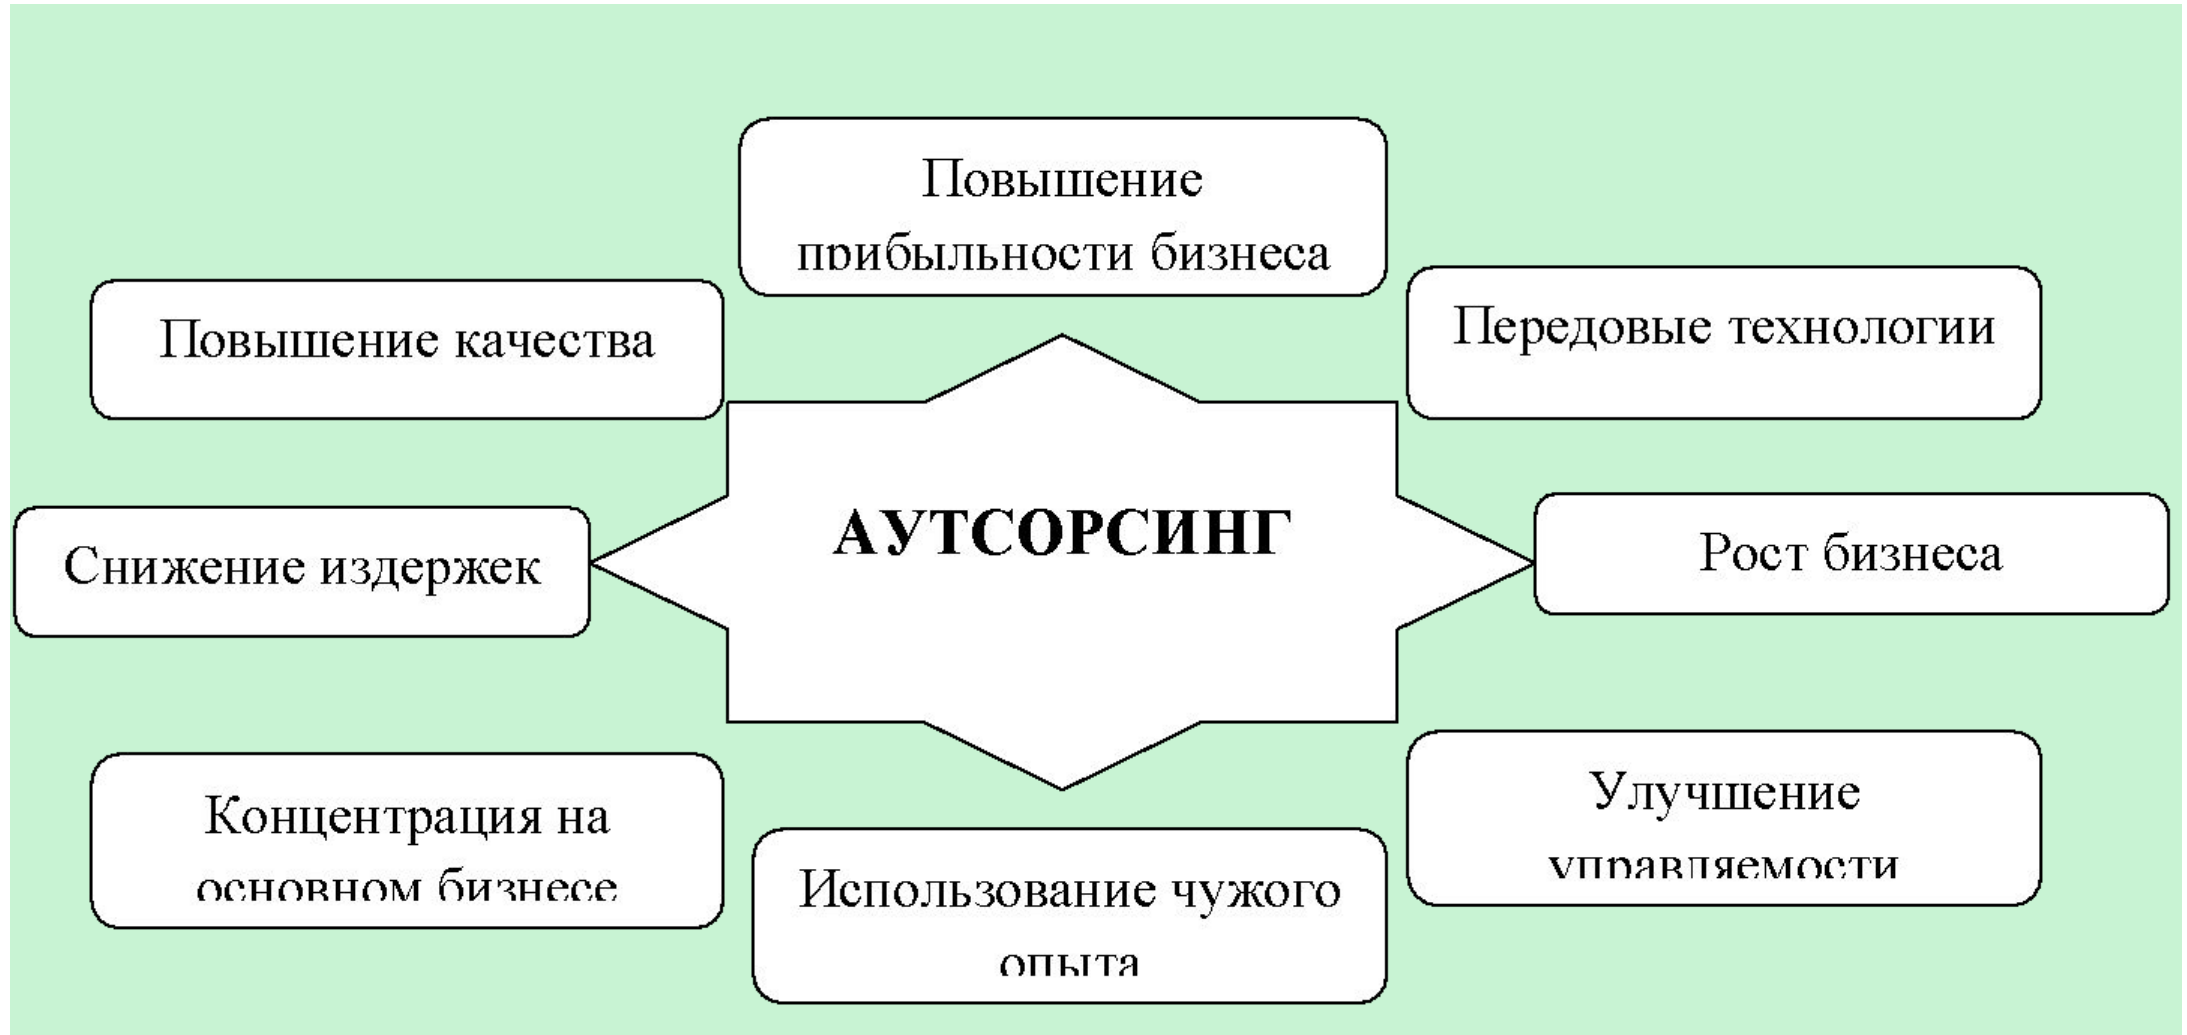 Повышение
прибыльности бизнеса
Передовые технологии
Повышение качества
АУТСОРСИНГ
Рост бизнеса
Снижение издержек
Улучшение
управляемости
Концентрация на
основном бизнесе
Использование чужого
опыта